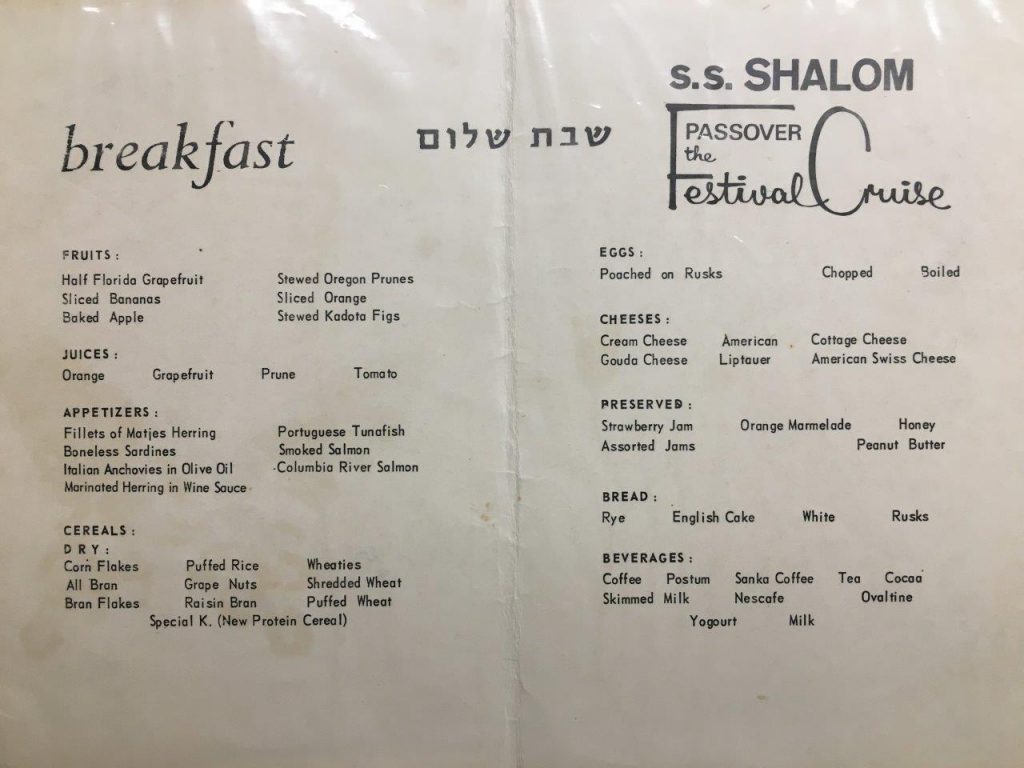 breakfast
שבת שלום
s.s. SHALOM
PASSOVER
the
Festival Cruise
FRUITS :
Half Florida Grapefruit Stewed Oregon Prunes
Sliced Bananas Sliced Orange
Baked Apple Stewed Kadota Figs
JUICES :
Orange Grapefruit Prune Tomato
APPETIZERS :
Fillets of Matjes Herring Portuguese Tunafish
Boneless Sardines Smoked Salmon
Italian Anchovies in Olive Oil Columbia River Salmon
Marinated Herring in Wine Sauce
CEREALS :
DRY :
Corn Flakes Puffed Rice Wheaties
All Bran Grape Nuts Shredded Wheat
Bran Flakes Raisin Bran Puffed Wheat
Special K. (New Protein Cereal)
EGGS :
Poached on Rusks Chopped Boiled
CHEESES :
Cream Cheese American Cottage Cheese
Gouda Cheese Liptauer American Swiss Cheese
PRESERVED :
Strawberry Jam Orange Marmelade Honey
Assorted Jams Peanut Butter
BREAD :
Rye English Cake White Rusks
BEVERAGES :
Coffee Postum Sanka Coffee Tea Cocoa
Skimmed Milk Nescafe Ovaltine
Yogourt Milk